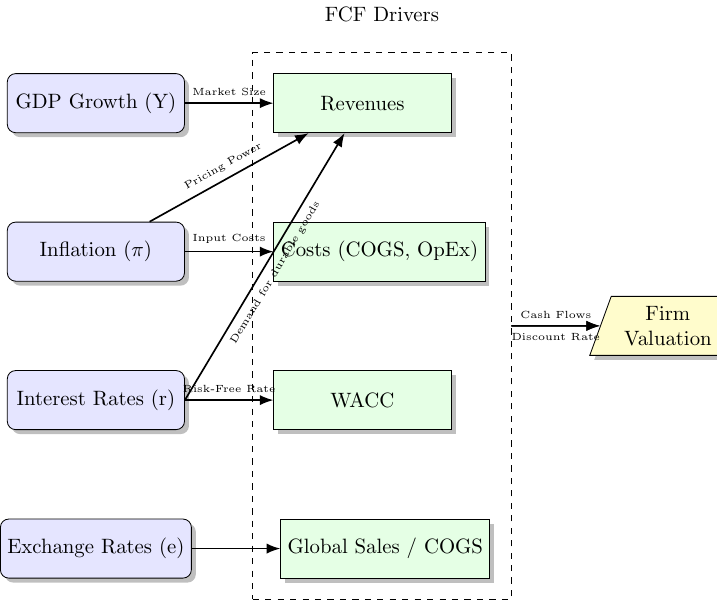 FCF Drivers
GDP Growth (Y)
Market Size
Revenues
Pricing Power
Inflation (π)
Input Costs
Costs (COGS, OpEx)
Demand for durable goods
Cash Flows
Discount Rate
Firm
Valuation
Interest Rates (r)
Risk-Free Rate
WACC
Exchange Rates (e)
Global Sales / COGS